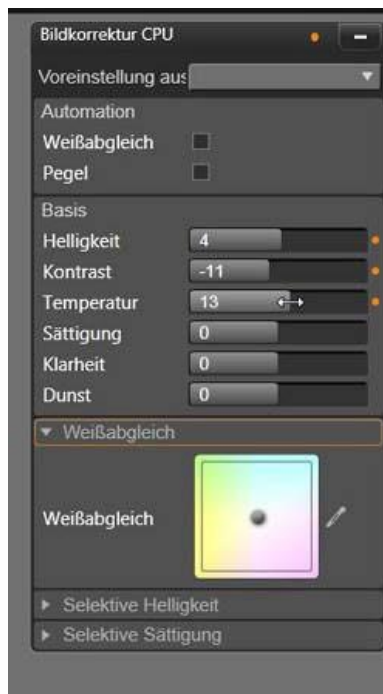 Bildkorrektur CPU
Voreinstellung aus
Automation
Weißabgleich
Pegel
Basis
Helligkeit 4
Kontrast -11
Temperatur 13
Sättigung 0
Klarheit 0
Dunst 0
Weißabgleich
Weißabgleich
Selektive Helligkeit
Selektive Sättigung